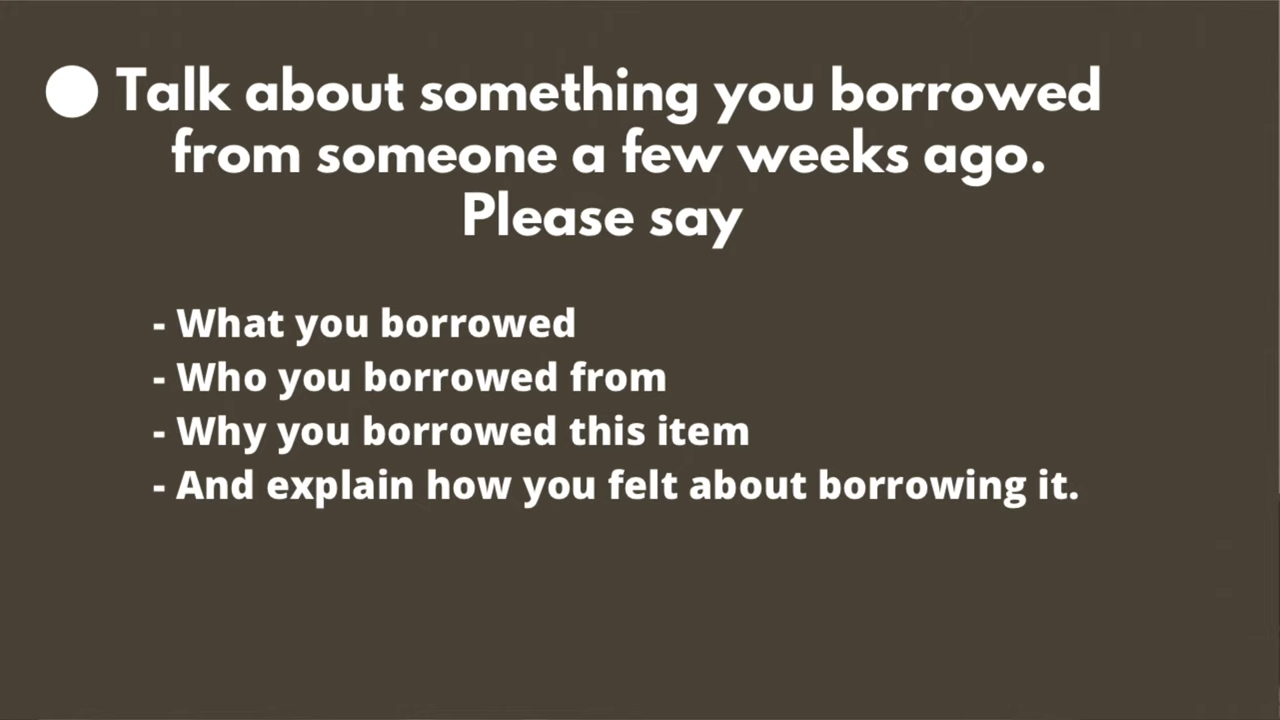 Talk about something you borrowed
from someone a few weeks ago.
Please say
- What you borrowed
- Who you borrowed from
- Why you borrowed this item
- And explain how you felt about borrowing it.